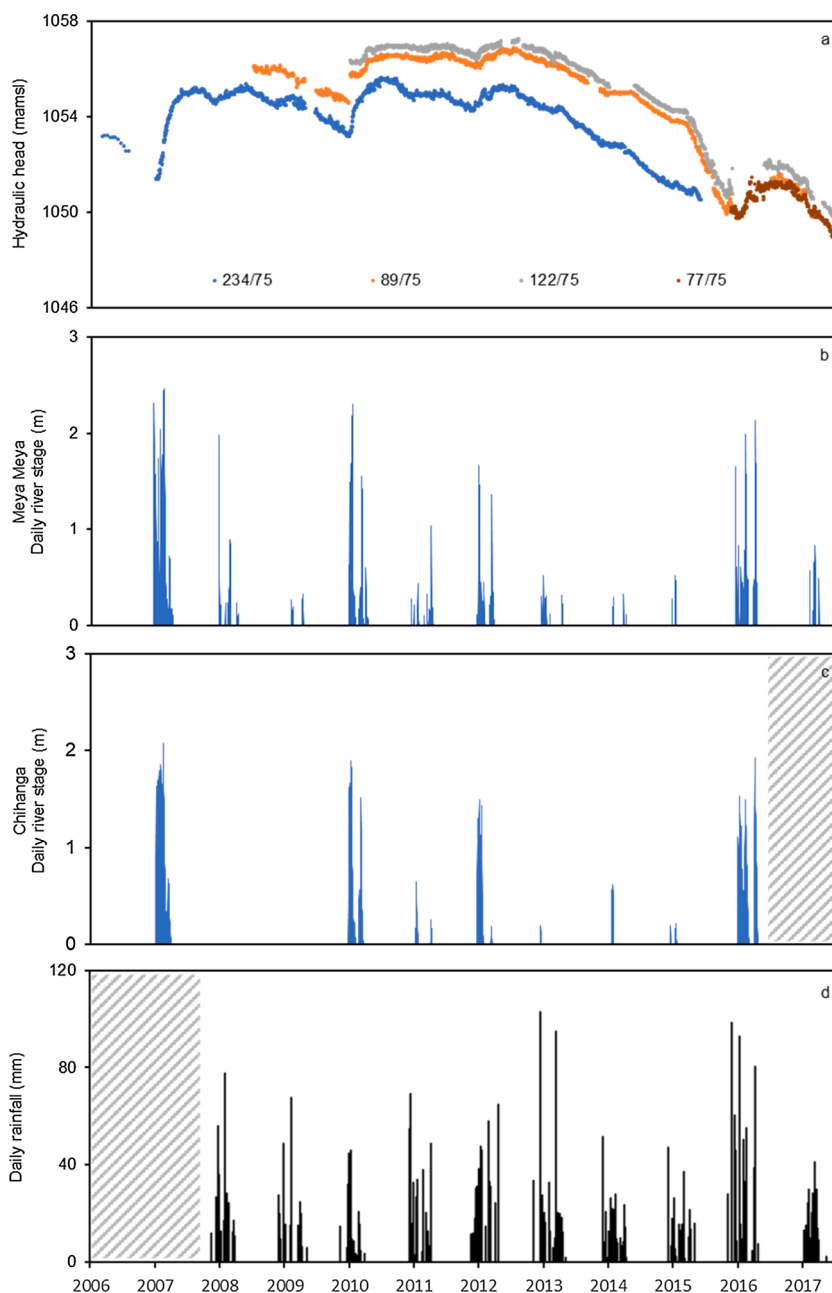 a
1058
1054
1050
1046
Hydraulic head (mamsl)
234/75 89/75 122/75 77/75
b
3
2
1
0
Meya Meya
Daily river stage (m)
c
3
2
1
0
Chihanga
Daily river stage (m)
d
120
80
40
0
Daily rainfall (mm)
2006 2007 2008 2009 2010 2011 2012 2013 2014 2015 2016 2017